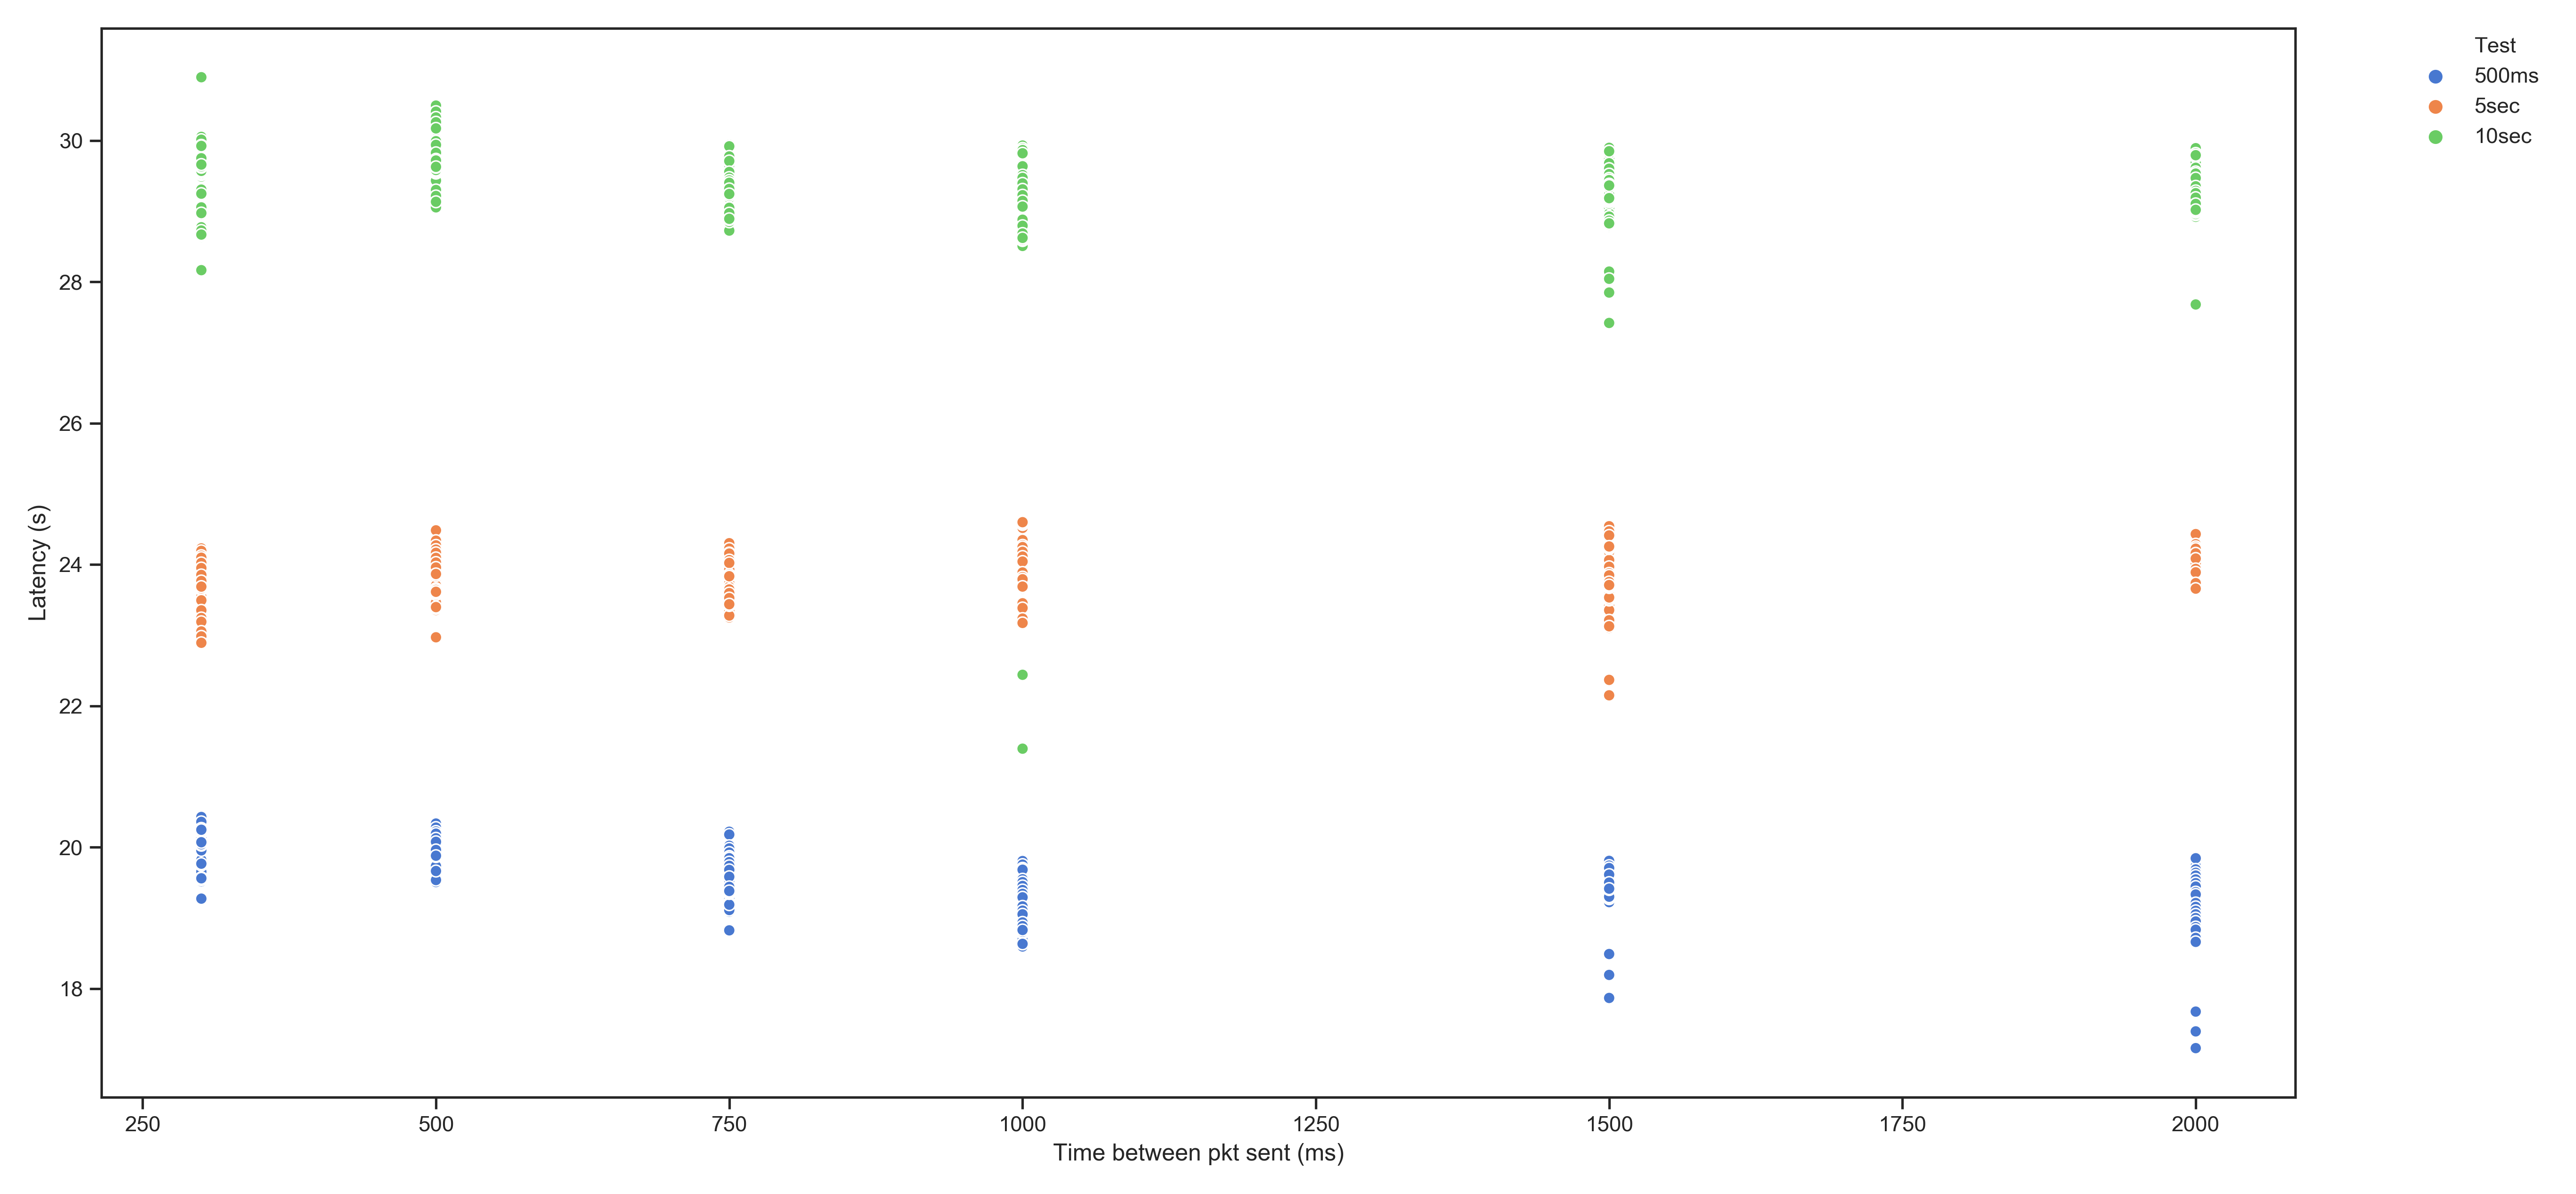 Test
500ms
5sec
10sec
30
28
26
24
22
20
18
Latency (s)
250 500 750 1000 1250 1500 1750 2000
Time between pkt sent (ms)